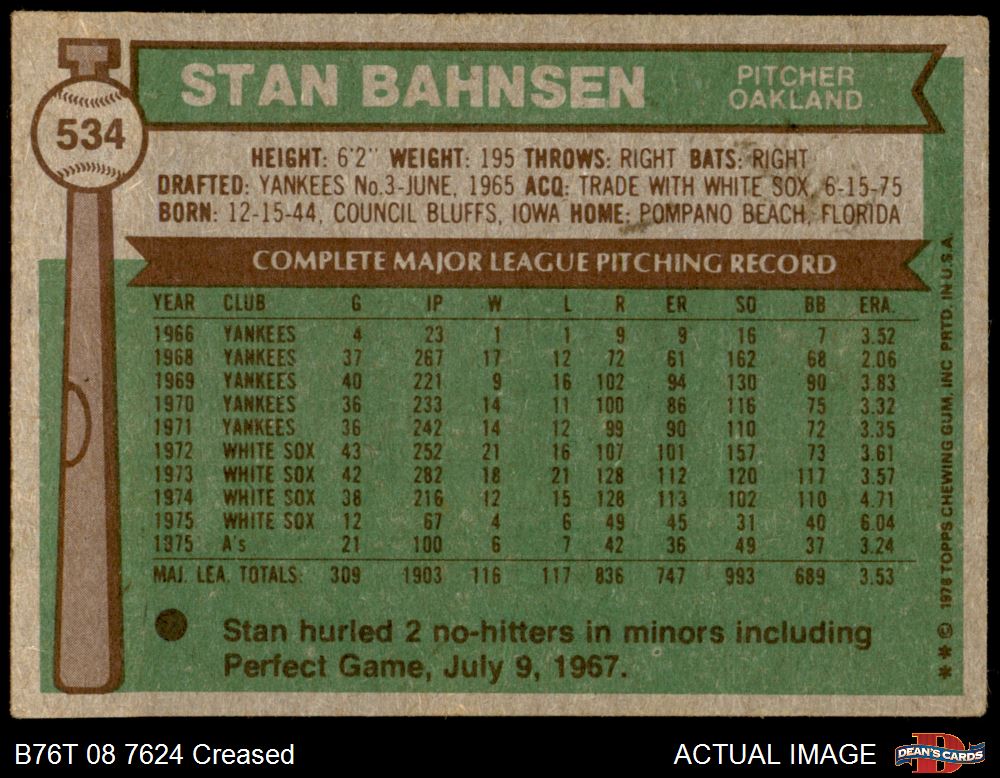 534
STAN BAHNSEN
PITCHER
OAKLAND
HEIGHT: 6'2" WEIGHT: 195 THROWS: RIGHT BATS: RIGHT
DRAFTED: YANKEES No.3-JUNE, 1965 ACQ: TRADE WITH WHITE SOX, 6-15-75
BORN: 12-15-44, COUNCIL BLUFFS, IOWA HOME: POMPANO BEACH, FLORIDA
COMPLETE MAJOR LEAGUE PITCHING RECORD
YEAR CLUB G IP W L R ER SO BB ERA.
1966 YANKEES 4 23 1 1 9 9 16 7 3.52
1968 YANKEES 37 267 17 12 72 61 162 68 2.06
1969 YANKEES 40 221 9 16 102 94 130 90 3.83
1970 YANKEES 36 233 14 11 100 86 116 75 3.32
1971 YANKEES 36 242 14 12 99 90 110 72 3.35
1972 WHITE SOX 43 252 21 16 107 101 157 73 3.61
1973 WHITE SOX 42 282 18 21 128 112 120 117 3.57
1974 WHITE SOX 38 216 12 15 128 113 102 110 4.71
1975 WHITE SOX 12 67 4 6 49 45 31 40 6.04
1975 A's 21 100 6 7 42 36 49 37 3.24
MAJ. LEA. TOTALS: 309 1903 116 117 836 747 993 689 3.53
Stan hurled 2 no-hitters in minors including
Perfect Game, July 9, 1967.
** © 1976 TOPPS CHEWING GUM, INC. PRTD. IN U.S.A.
B76T 08 7624 Creased
ACTUAL IMAGE
DEAN'S CARDS